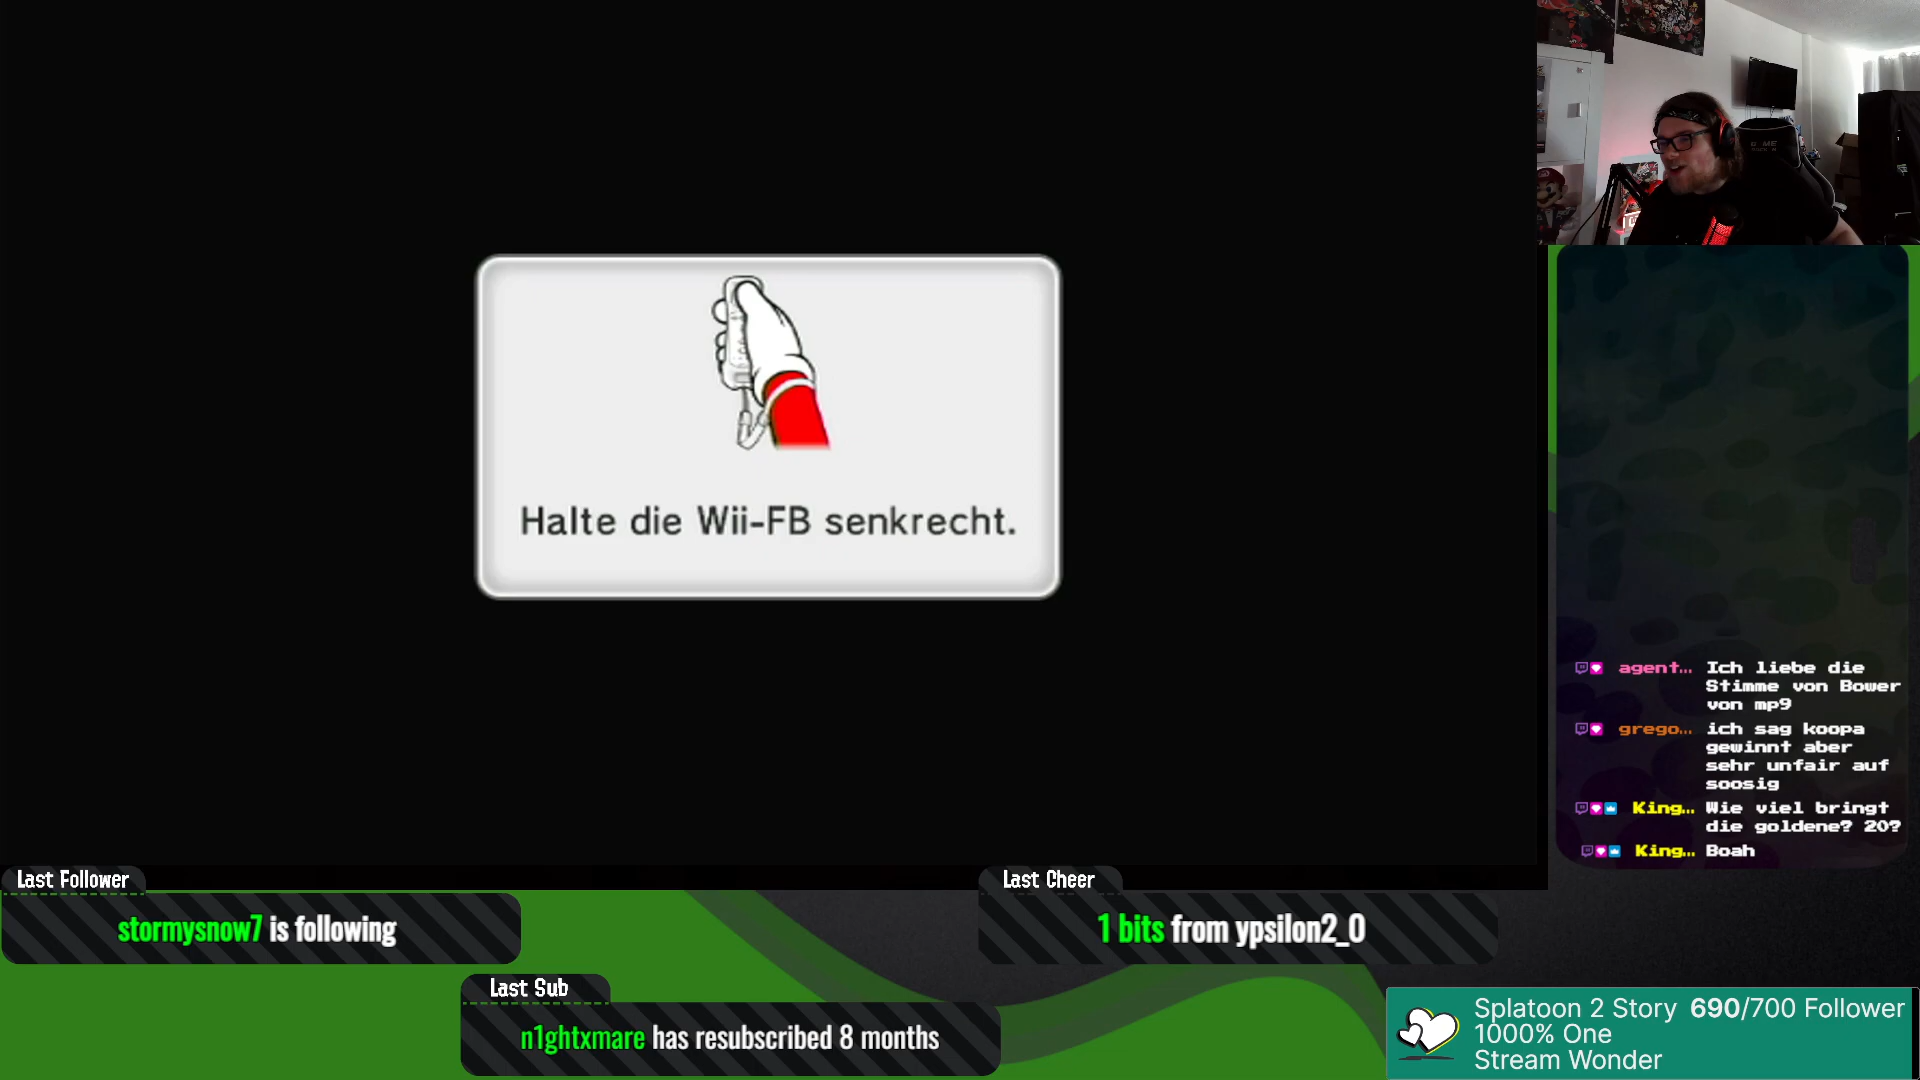 Halte die Wii-FB senkrecht.
agent... Ich liebe die
Stimme von Bower
von mp9
grego... ich sag koopa
gewinnt aber
sehr unfair auf
soosig
King... Wie viel bringt
die goldene? 20?
King... Boah
Last Follower
stormysnow7 is following
Last Cheer
1 bits from ypsilon2_0
Last Sub
n1ghtxmare has resubscribed 8 months
Splatoon 2 Story 690/700 Follower
1000% One
Stream Wonder